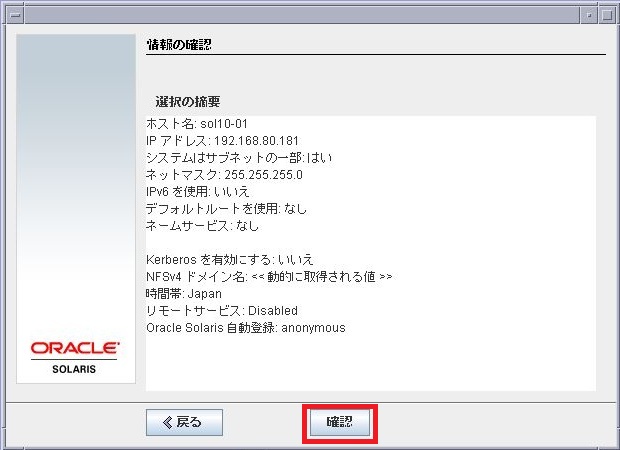 情報の確認
選択の摘要
ホスト名: sol10-01
IP アドレス: 192.168.80.181
システムはサブネットの一部: はい
ネットマスク: 255.255.255.0
IPv6 を使用: いいえ
デフォルトルートを使用: なし
ネームサービス: なし
Kerberos を有効にする: いいえ
NFSv4 ドメイン名: << 動的に取得される値 >>
時間帯: Japan
リモートサービス: Disabled
Oracle Solaris 自動登録: anonymous
ORACLE
SOLARIS
戻る
確認